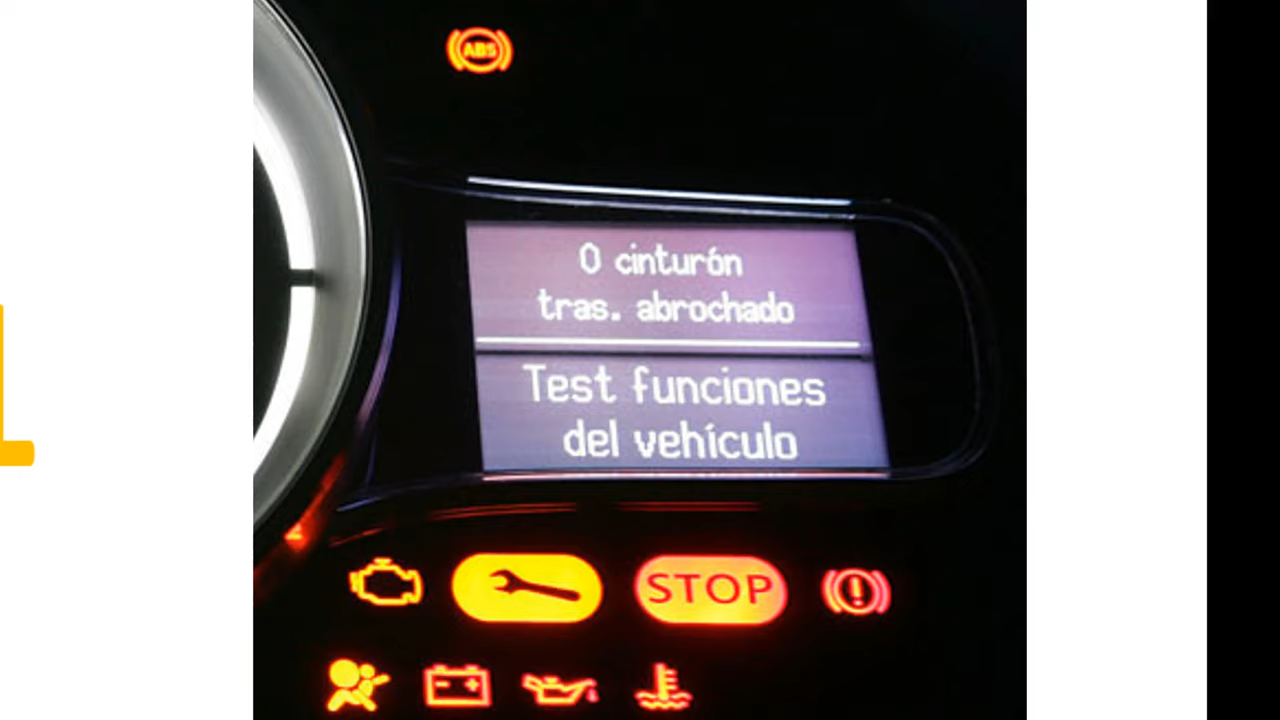 ABS
0 cinturón
tras. abrochado
Test funciones
del vehículo
STOP